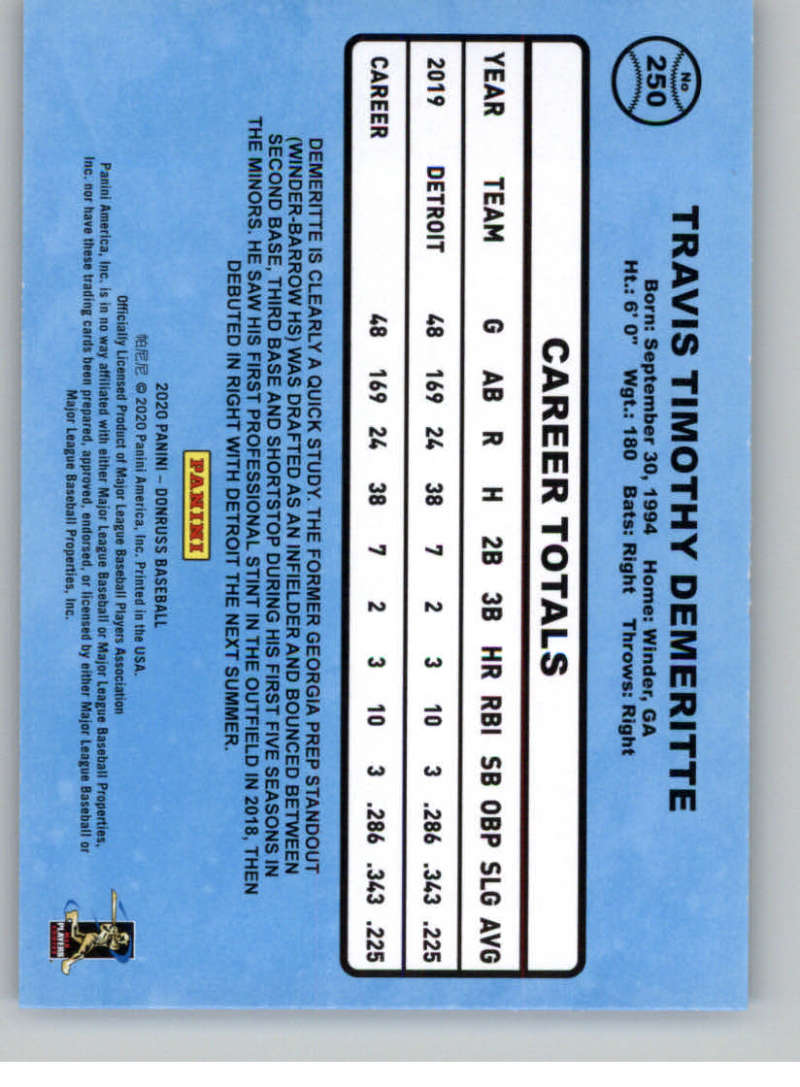 No
250
TRAVIS TIMOTHY DEMERITTE
Born: September 30, 1994 Home: Winder, GA
Ht.: 6' 0" Wgt.: 180 Bats: Right Throws: Right
CAREER TOTALS
YEAR TEAM G AB R H 2B 3B HR RBI SB OBP SLG AVG
2019 DETROIT 48 169 24 38 7 2 3 10 3 .286 .343 .225
CAREER 48 169 24 38 7 2 3 10 3 .286 .343 .225
DEMERITTE IS CLEARLY A QUICK STUDY. THE FORMER GEORGIA PREP STANDOUT
(WINDER-BARROW HS) WAS DRAFTED AS AN INFIELDER AND BOUNCED BETWEEN
SECOND BASE, THIRD BASE AND SHORTSTOP DURING HIS FIRST FIVE SEASONS IN
THE MINORS. HE SAW HIS FIRST PROFESSIONAL STINT IN THE OUTFIELD IN 2018, THEN
DEBUTED IN RIGHT WITH DETROIT THE NEXT SUMMER.
PANINI
2020 PANINI – DONRUSS BASEBALL
帕尼尼 © 2020 Panini America, Inc. Printed in the USA.
Officially Licensed Product of Major League Baseball Players Association
Panini America, Inc. is in no way affiliated with either Major League Baseball or Major League Baseball Properties,
Inc. nor have these trading cards been prepared, approved, endorsed, or licensed by either Major League Baseball or
Major League Baseball Properties, Inc.
PLAYERS